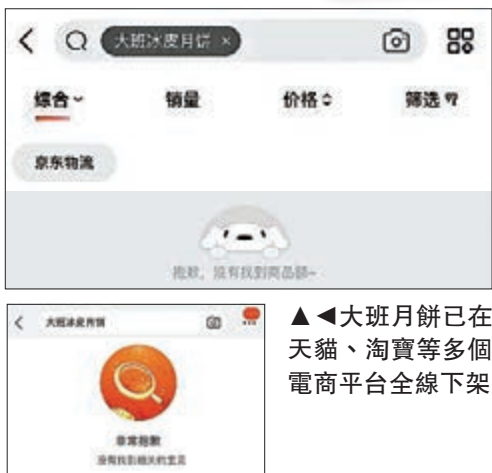 大班冰皮月饼 ×
综合 销量 价格 筛选
京东物流
抱歉，没有找到商品額~
大班冰皮月饼
非常抱歉
没有找到相关的宝贝
▲◀大班月餅已在
天貓、淘寶等多個
電商平台全線下架